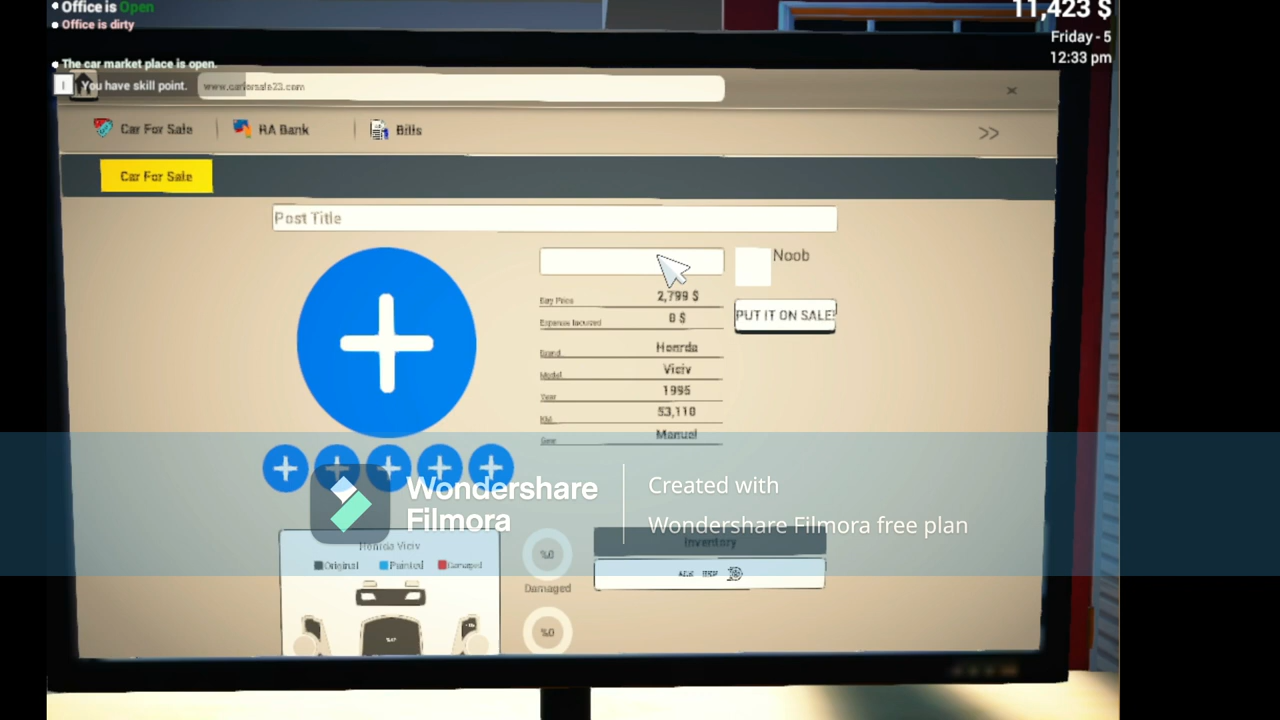 Office is Open
Office is dirty
The car market place is open.
You have skill point.
11,423 $
Friday - 5
12:33 pm
www.carforsale23.com
Car For Sale
RA Bank
Bills
>>
Car For Sale
Post Title
Noob
Buy Price 2,799 $
Expense Incurred 0 $
PUT IT ON SALE!
Brand Honrda
Model Viciv
Year 1995
KM 53,110
Gear Manuel
Wondershare
Filmora
Created with
Wondershare Filmora free plan
Honrda Viciv
Original Painted Damaged
%0
Damaged
%0
Inventory